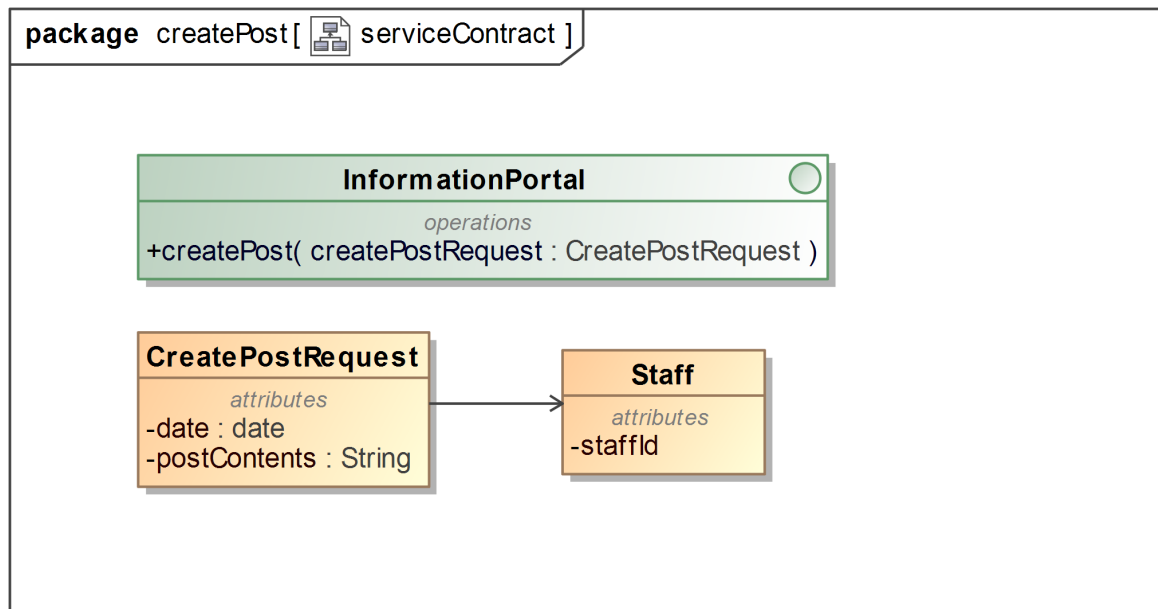 package createPost[ serviceContract ]
InformationPortal
operations
+createPost( createPostRequest : CreatePostRequest )
CreatePostRequest
attributes
-date : date
-postContents : String
Staff
attributes
-staffId